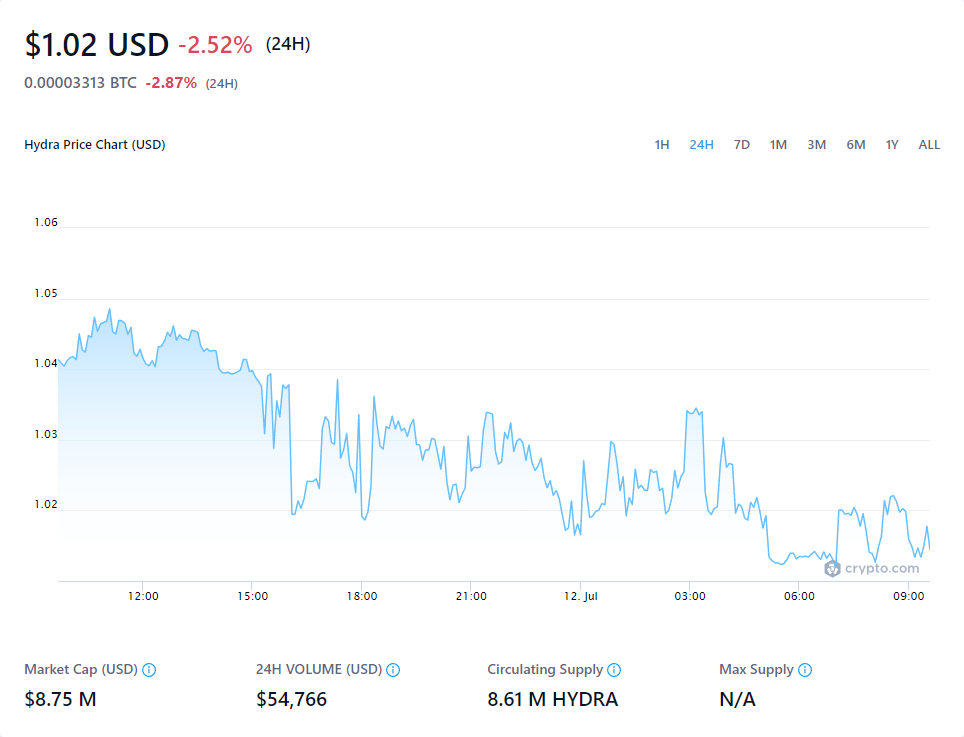 $1.02 USD -2.52% (24H)
0.00003313 BTC -2.87% (24H)
Hydra Price Chart (USD) 1H 24H 7D 1M 3M 6M 1Y ALL
1.06
1.05
1.04
1.03
1.02
crypto.com
12:00 15:00 18:00 21:00 12. Jul 03:00 06:00 09:00
Market Cap (USD) 24H VOLUME (USD) Circulating Supply Max Supply
$8.75 M $54,766 8.61 M HYDRA N/A